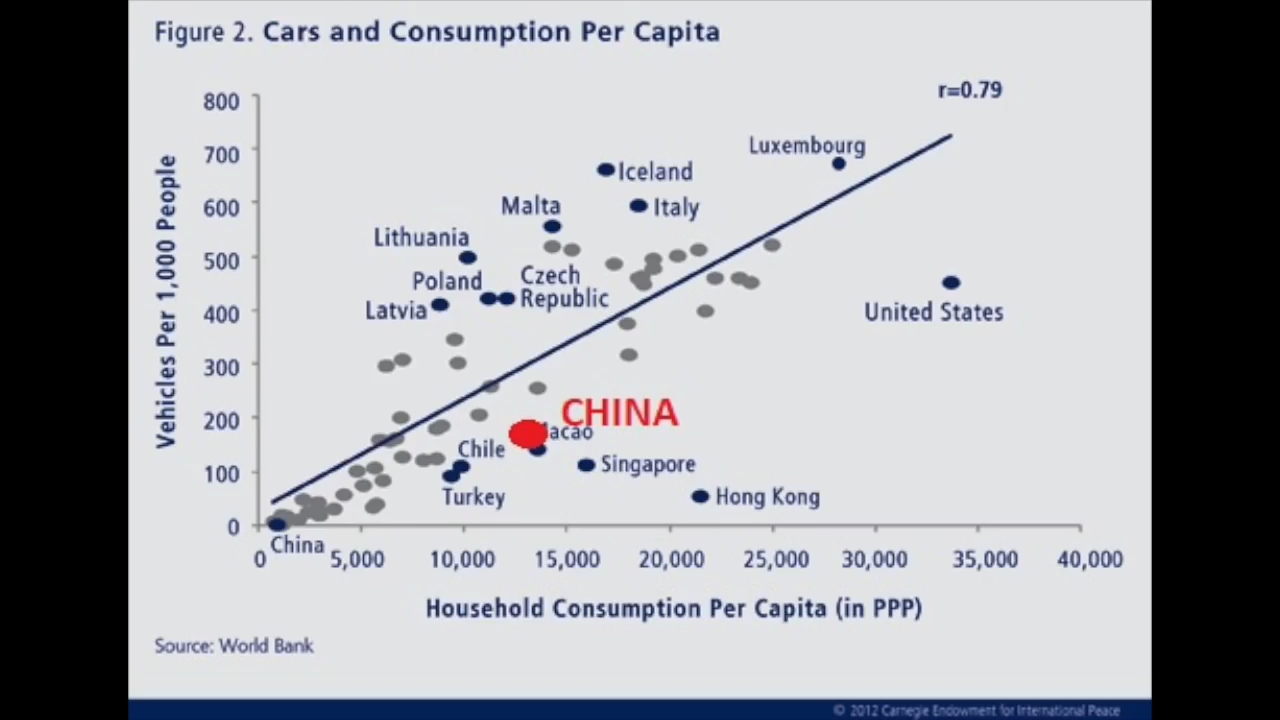 Figure 2. Cars and Consumption Per Capita
r=0.79
800
700
600
500
400
300
200
100
0
Vehicles Per 1,000 People
Luxembourg
Iceland
Malta
Italy
Lithuania
Poland
Czech
Republic
Latvia
United States
CHINA
Chile
Singapore
Turkey
Hong Kong
China
0
5,000
10,000
15,000
20,000
25,000
30,000
35,000
40,000
Household Consumption Per Capita (in PPP)
Source: World Bank
© 2012 Carnegie Endowment for International Peace